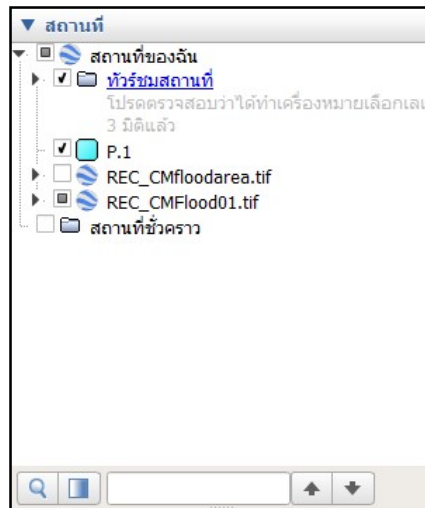 ▼ สถานที่
สถานที่ของฉัน
ทัวร์ชมสถานที่
โปรดตรวจสอบว่าได้ทำเครื่องหมายเลือกเลเ
3 มิติแล้ว
P.1
REC_CMfloodarea.tif
REC_CMFlood01.tif
สถานที่ชั่วคราว